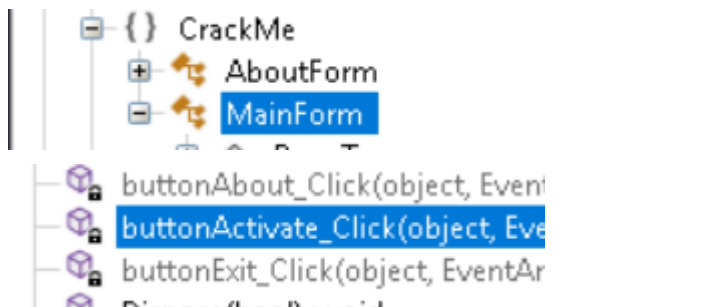 { } CrackMe
AboutForm
MainForm
buttonAbout_Click(object, Event
buttonActivate_Click(object, Eve
buttonExit_Click(object, EventAr